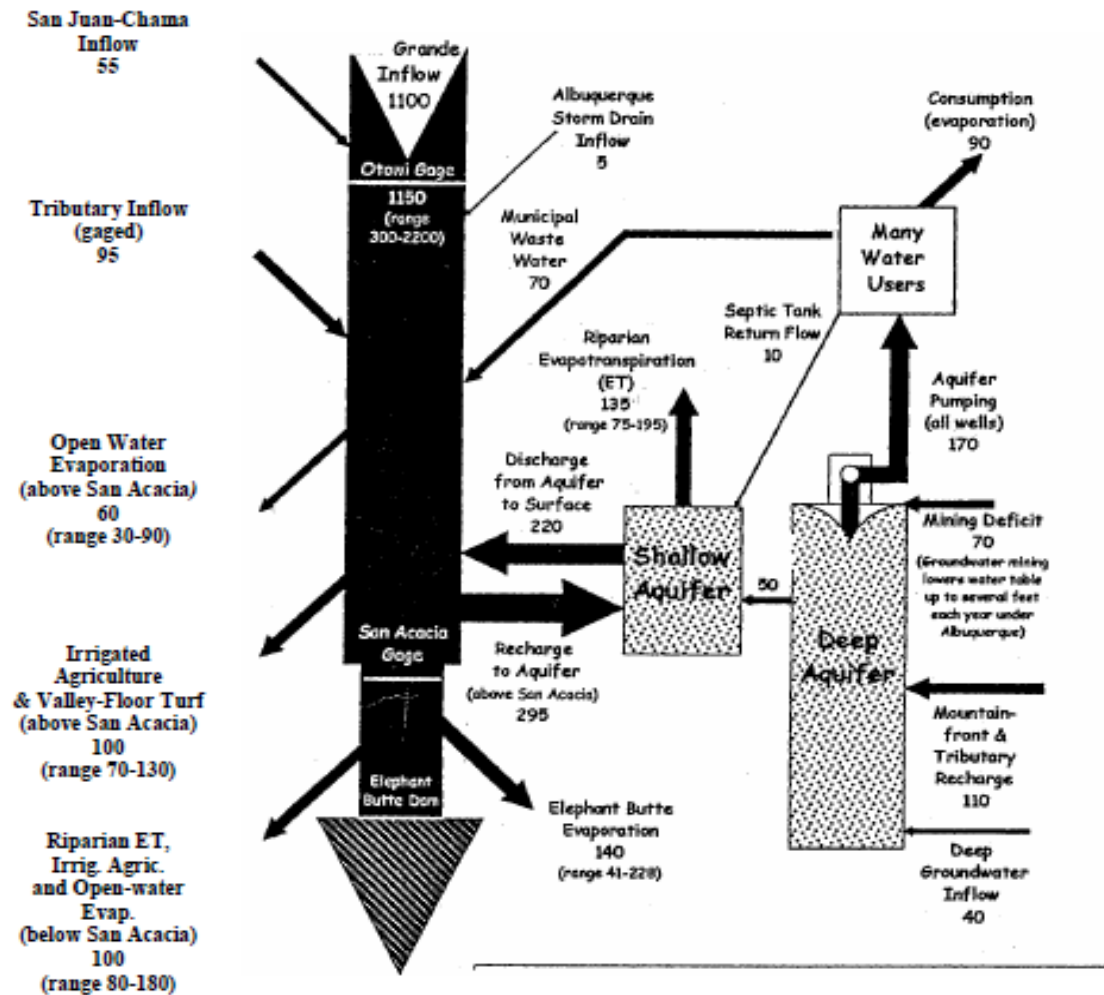 San Juan-Chama
Inflow
55
Tributary Inflow
(gaged)
95
Open Water
Evaporation
(above San Acacia)
60
(range 30-90)
Irrigated
Agriculture
& Valley-Floor Turf
(above San Acacia)
100
(range 70-130)
Riparian ET,
Irrig. Agric.
and Open-water
Evap.
(below San Acacia)
100
(range 80-180)
Grande
Inflow
1100
Otowi Gage
1150
(range
300-2200)
San Acacia
Gage
Elephant
Butte Dam
Albuquerque
Storm Drain
Inflow
5
Municipal
Waste
Water
70
Riparian
Evapotranspiration
(ET)
135
(range 75-195)
Discharge
from Aquifer
to Surface
220
Recharge
to Aquifer
(above San Acacia)
295
Elephant Butte
Evaporation
140
(range 41-228)
Septic Tank
Return Flow
10
Shallow
Aquifer
50
Consumption
(evaporation)
90
Many
Water
Users
Aquifer
Pumping
(all wells)
170
Mining Deficit
70
(Groundwater mining
lowers water table
up to several feet
each year under
Albuquerque)
Deep
Aquifer
Mountain-
front &
Tributary
Recharge
110
Deep
Groundwater
Inflow
40